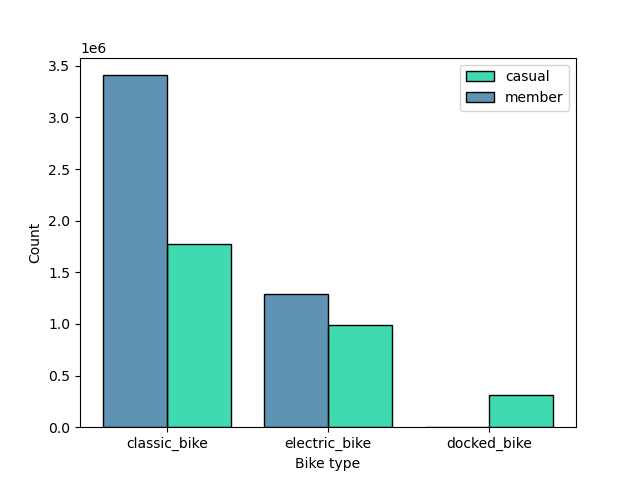 1e6
3.5
3.0
2.5
2.0
1.5
1.0
0.5
0.0
Count
casual
member
classic_bike
electric_bike
docked_bike
Bike type